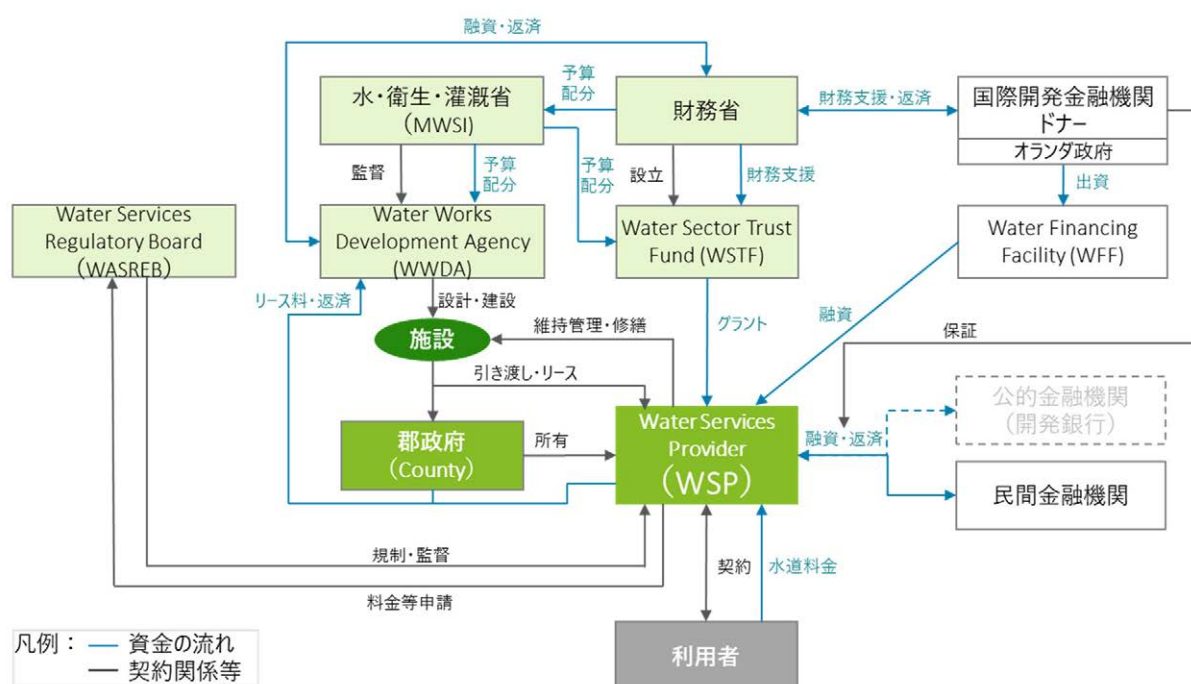 融資・返済
水・衛生・灌漑省
(MWSI)
予算
配分
財務省
財務支援・返済
国際開発金融機関
ドナー
オランダ政府
監督
予算
配分
予算
配分
設立
財務支援
出資
Water Services
Regulatory Board
(WASREB)
Water Works
Development Agency
(WWDA)
Water Sector Trust
Fund (WSTF)
Water Financing
Facility (WFF)
リース料・返済
設計・建設
施設
維持管理・修繕
グラント
融資
保証
引き渡し・リース
郡政府
(County)
所有
Water Services
Provider
(WSP)
融資・返済
公的金融機関
(開発銀行)
民間金融機関
規制・監督
料金等申請
契約
水道料金
利用者
凡例: 資金の流れ
契約関係等